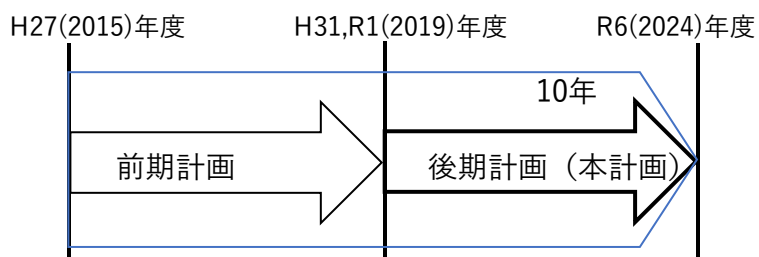 H27(2015)年度
H31,R1(2019)年度
R6(2024)年度
10年
前期計画
後期計画（本計画）